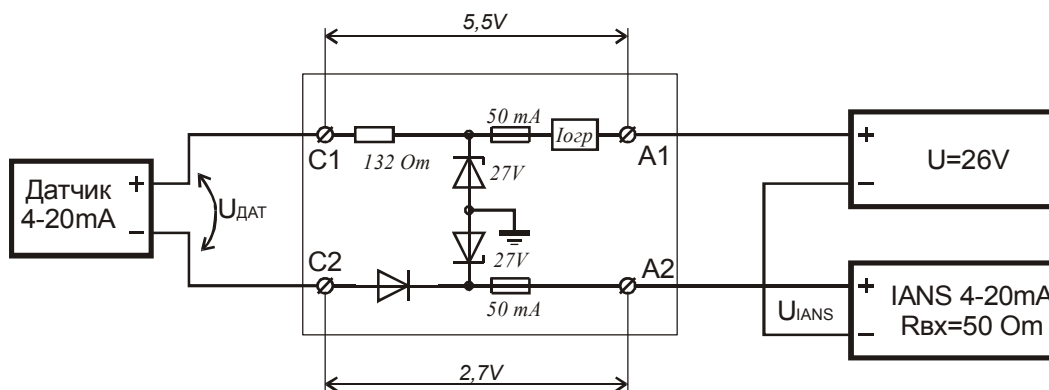 5,5V
50 mA
Iогр
C1
132 Om
A1
27V
+
−
U=26V
Датчик
4-20mA
+
−
UДАТ
C2
27V
A2
50 mA
UIANS
+
−
IANS 4-20mA
Rвх=50 Om
2,7V